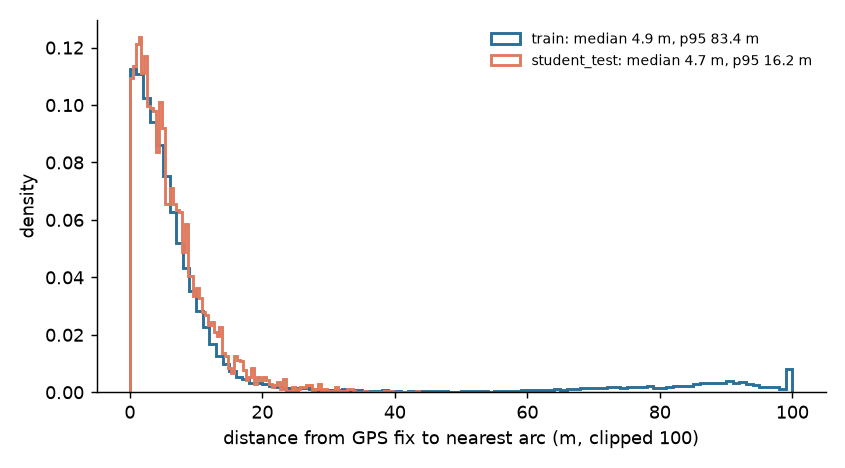 train: median 4.9 m, p95 83.4 m
student_test: median 4.7 m, p95 16.2 m
density
0.12
0.10
0.08
0.06
0.04
0.02
0.00
0 20 40 60 80 100
distance from GPS fix to nearest arc (m, clipped 100)